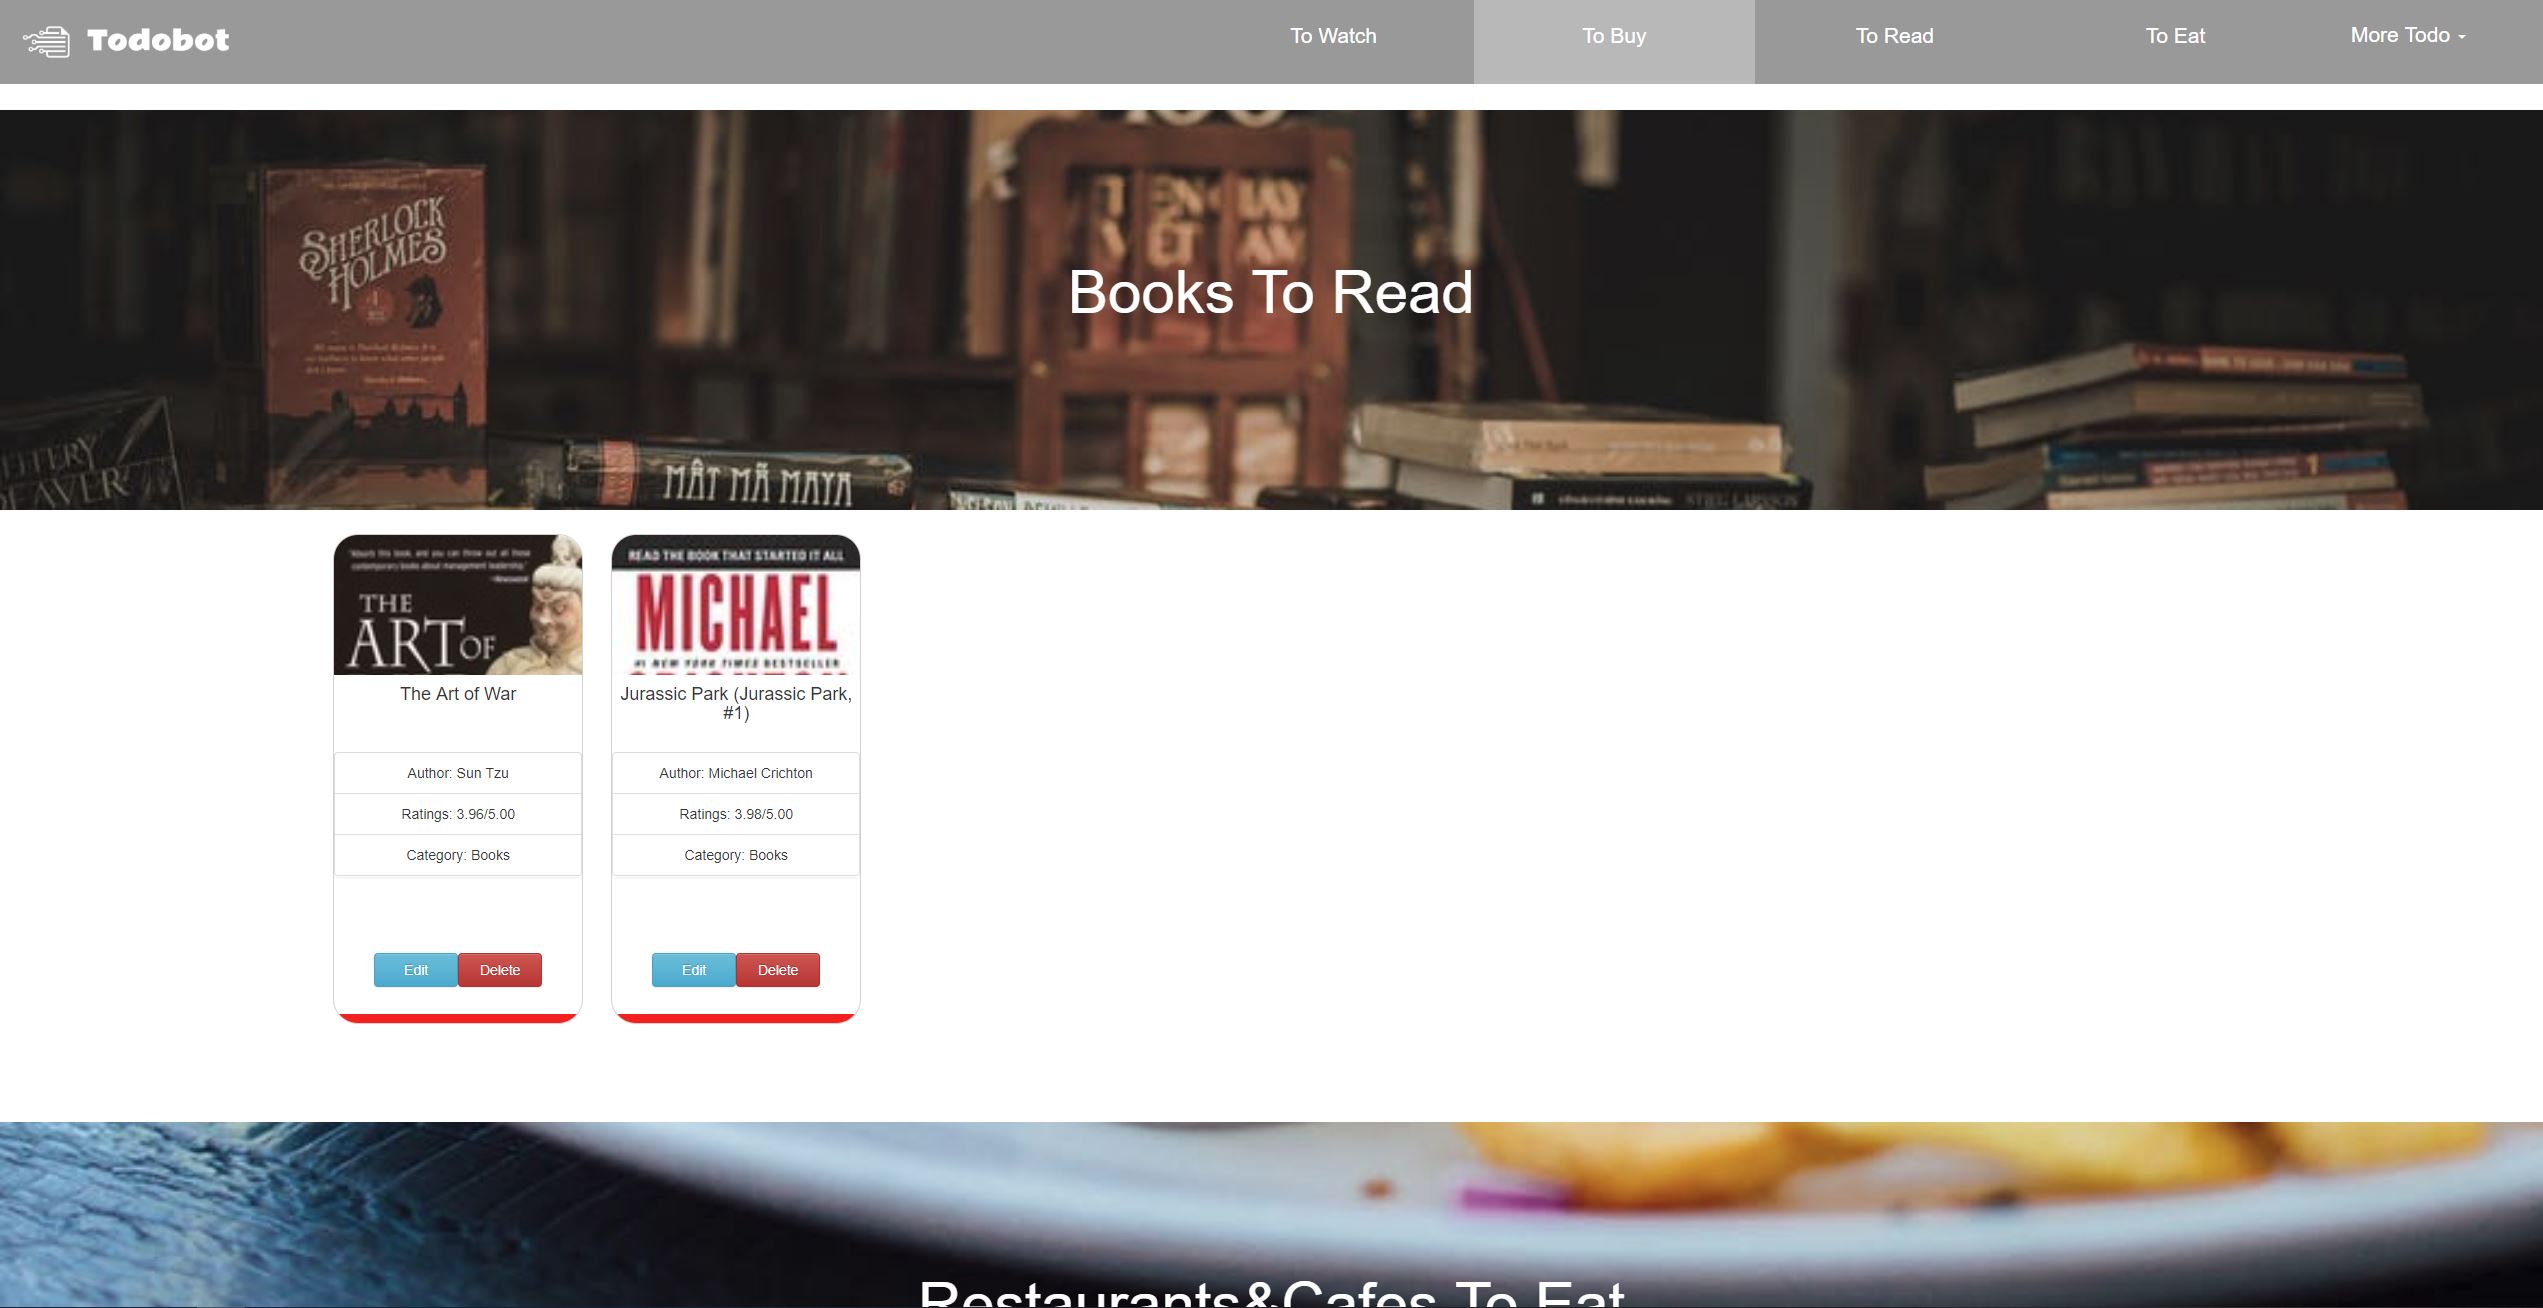 Todobot
To Watch
To Buy
To Read
To Eat
More Todo
SHERLOCK
HOLMES
MẬT MÃ MAYA
STIEG LARSSON
Books To Read
THE
ART OF
The Art of War
Author: Sun Tzu
Ratings: 3.96/5.00
Category: Books
Edit
Delete
READ THE BOOK THAT STARTED IT ALL
MICHAEL
#1 NEW YORK TIMES BESTSELLER
CRICHTON
Jurassic Park (Jurassic Park,
#1)
Author: Michael Crichton
Ratings: 3.98/5.00
Category: Books
Edit
Delete
Restaurants&Cafes To Eat